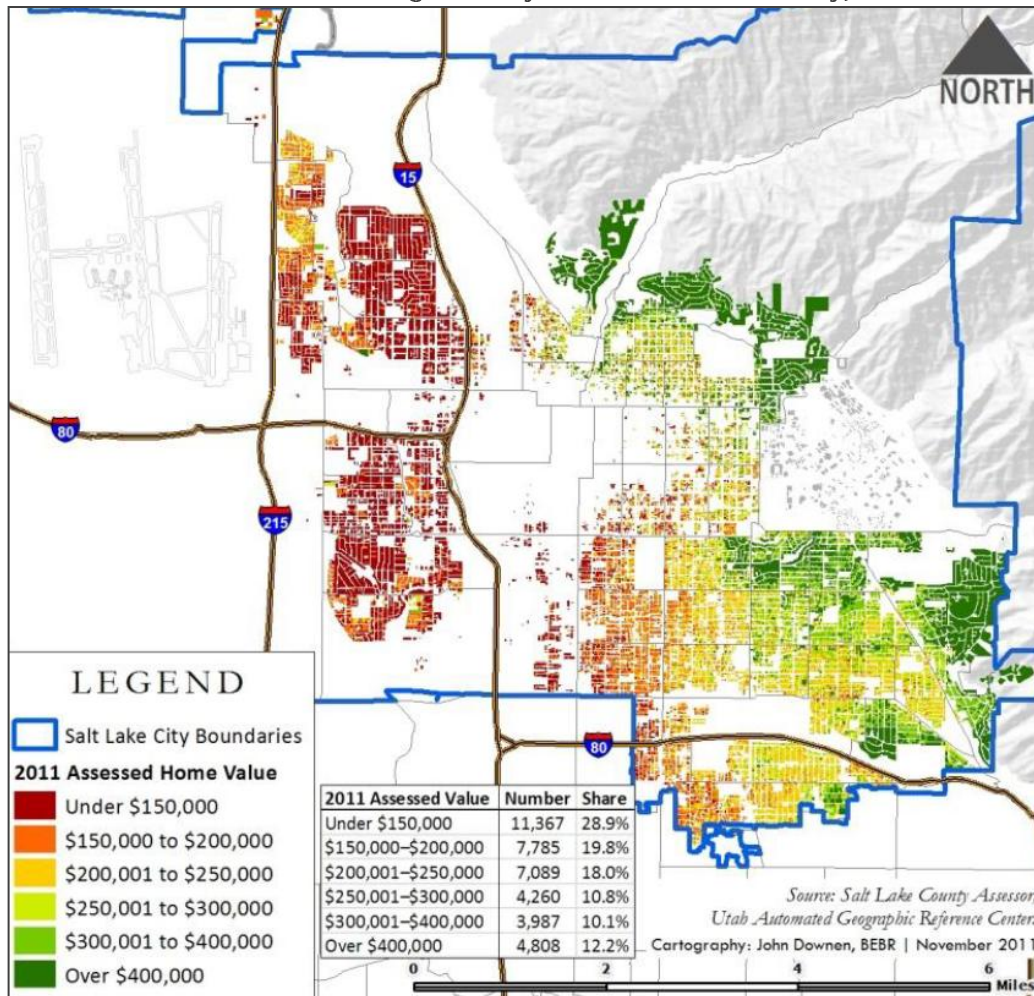 NORTH
15
80
215
80
LEGEND
Salt Lake City Boundaries
2011 Assessed Home Value
Under $150,000
$150,000 to $200,000
$200,001 to $250,000
$250,001 to $300,000
$300,001 to $400,000
Over $400,000
2011 Assessed Value Number Share
Under $150,000 11,367 28.9%
$150,000–$200,000 7,785 19.8%
$200,001–$250,000 7,089 18.0%
$250,001–$300,000 4,260 10.8%
$300,001–$400,000 3,987 10.1%
Over $400,000 4,808 12.2%
Source: Salt Lake County Assessor,
Utah Automated Geographic Reference Center.
Cartography: John Downen, BEBR | November 2011
0 2 4 6
Miles